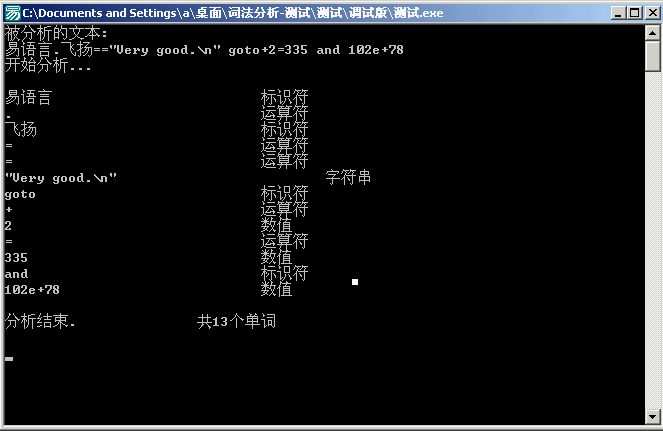 易 C:\Documents and Settings\a\桌面\词法分析-测试\测试\调试版\测试.exe
被分析的文本:
易语言.飞扬=="Very good.\n" goto+2=335 and 102e+78
开始分析...
易语言 标识符
. 运算符
飞扬 标识符
= 运算符
= 运算符
"Very good.\n" 字符串
goto 标识符
+ 运算符
2 数值
= 运算符
335 数值
and 标识符
102e+78 数值
分析结束. 共13个单词